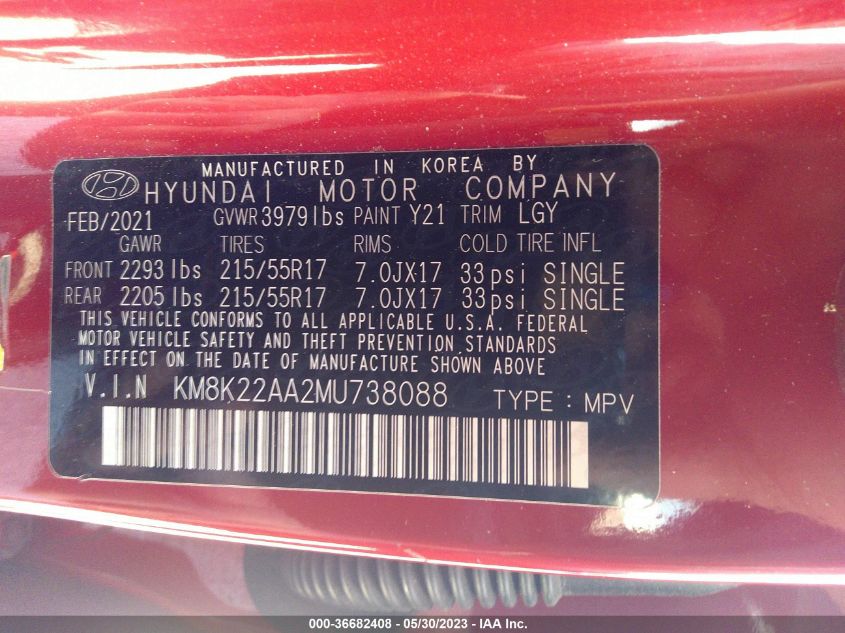 MANUFACTURED IN KOREA BY
HYUNDAI MOTOR COMPANY
FEB/2021 GVWR 3979lbs PAINT Y21 TRIM LGY
GAWR TIRES RIMS COLD TIRE INFL
FRONT 2293 lbs 215/55R17 7.0JX17 33psi SINGLE
REAR 2205 lbs 215/55R17 7.0JX17 33psi SINGLE
THIS VEHICLE CONFORMS TO ALL APPLICABLE U.S.A. FEDERAL
MOTOR VEHICLE SAFETY AND THEFT PREVENTION STANDARDS
IN EFFECT ON THE DATE OF MANUFACTURE SHOWN ABOVE
V.I.N KM8K22AA2MU738088 TYPE : MPV
000-36682408 - 05/30/2023 - IAA Inc.